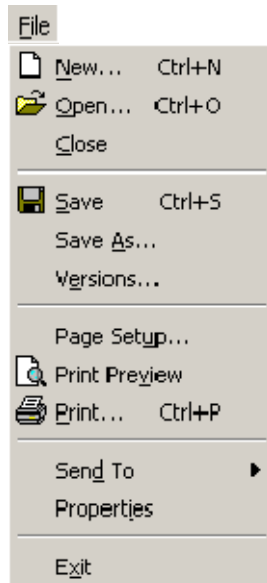 File
New... Ctrl+N
Open... Ctrl+O
Close
Save Ctrl+S
Save As...
Versions...
Page Setup...
Print Preview
Print... Ctrl+P
Send To
Properties
Exit